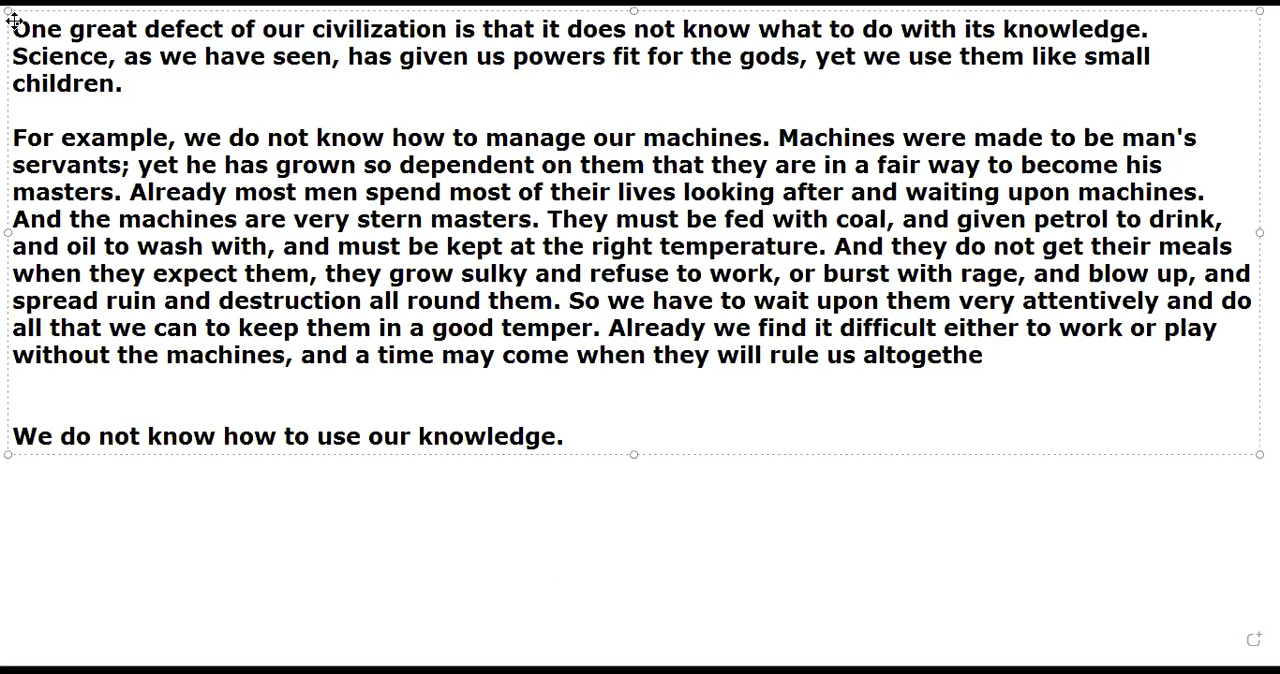 One great defect of our civilization is that it does not know what to do with its knowledge.
Science, as we have seen, has given us powers fit for the gods, yet we use them like small
children.
For example, we do not know how to manage our machines. Machines were made to be man's
servants; yet he has grown so dependent on them that they are in a fair way to become his
masters. Already most men spend most of their lives looking after and waiting upon machines.
And the machines are very stern masters. They must be fed with coal, and given petrol to drink,
and oil to wash with, and must be kept at the right temperature. And they do not get their meals
when they expect them, they grow sulky and refuse to work, or burst with rage, and blow up, and
spread ruin and destruction all round them. So we have to wait upon them very attentively and do
all that we can to keep them in a good temper. Already we find it difficult either to work or play
without the machines, and a time may come when they will rule us altogethe
We do not know how to use our knowledge.